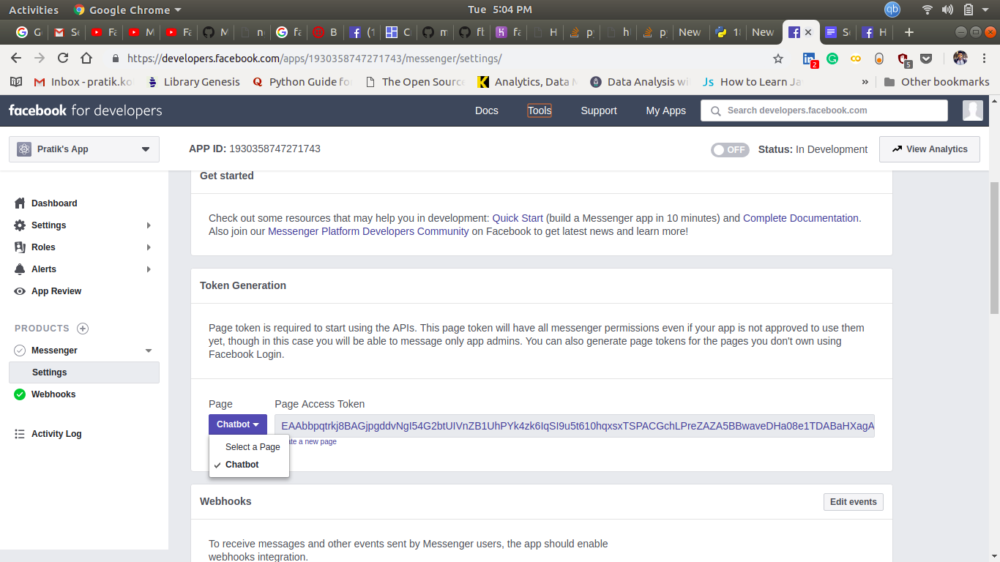 Activities Google Chrome Tue 5:04 PM qb
G Se Fa M Fa M n fa B (1 C m fl fa H p h p New 18 New S H
https://developers.facebook.com/apps/1930358747271743/messenger/settings/ 2 co 5
Inbox - pratik.ko Library Genesis Python Guide for The Open Source Analytics, Data M Data Analysis wi Js How to Learn Ja » Other bookmarks
facebook for developers Docs Tools Support My Apps Search developers.facebook.com
Pratik's App APP ID: 1930358747271743 OFF Status: In Development View Analytics
Get started
Dashboard
Settings
Roles
Alerts
App Review
PRODUCTS
Messenger
Settings
Webhooks
Activity Log
Check out some resources that may help you in development: Quick Start (build a Messenger app in 10 minutes) and Complete Documentation.
Also join our Messenger Platform Developers Community on Facebook to get latest news and learn more!
Token Generation
Page token is required to start using the APIs. This page token will have all messenger permissions even if your app is not approved to use them
yet, though in this case you will be able to message only app admins. You can also generate page tokens for the pages you don't own using
Facebook Login.
Page Page Access Token
Chatbot EAAbbpqtrkj8BAGjpgddvNgI54G2btUIVnZB1UhPYk4zk6IqSI9u5t610hqxsxTSPACGchLPreZAZA5BBwaveDHa08e1TDABaHXagA
ate a new page
Select a Page
Chatbot
Webhooks Edit events
To receive messages and other events sent by Messenger users, the app should enable
webhooks integration.